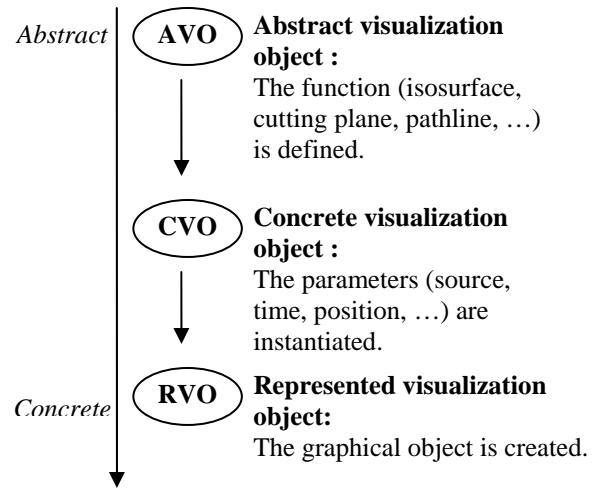 Abstract
AVO
Abstract visualization
object :
The function (isosurface,
cutting plane, pathline, …)
is defined.
CVO
Concrete visualization
object :
The parameters (source,
time, position, …) are
instantiated.
Concrete
RVO
Represented visualization
object:
The graphical object is created.